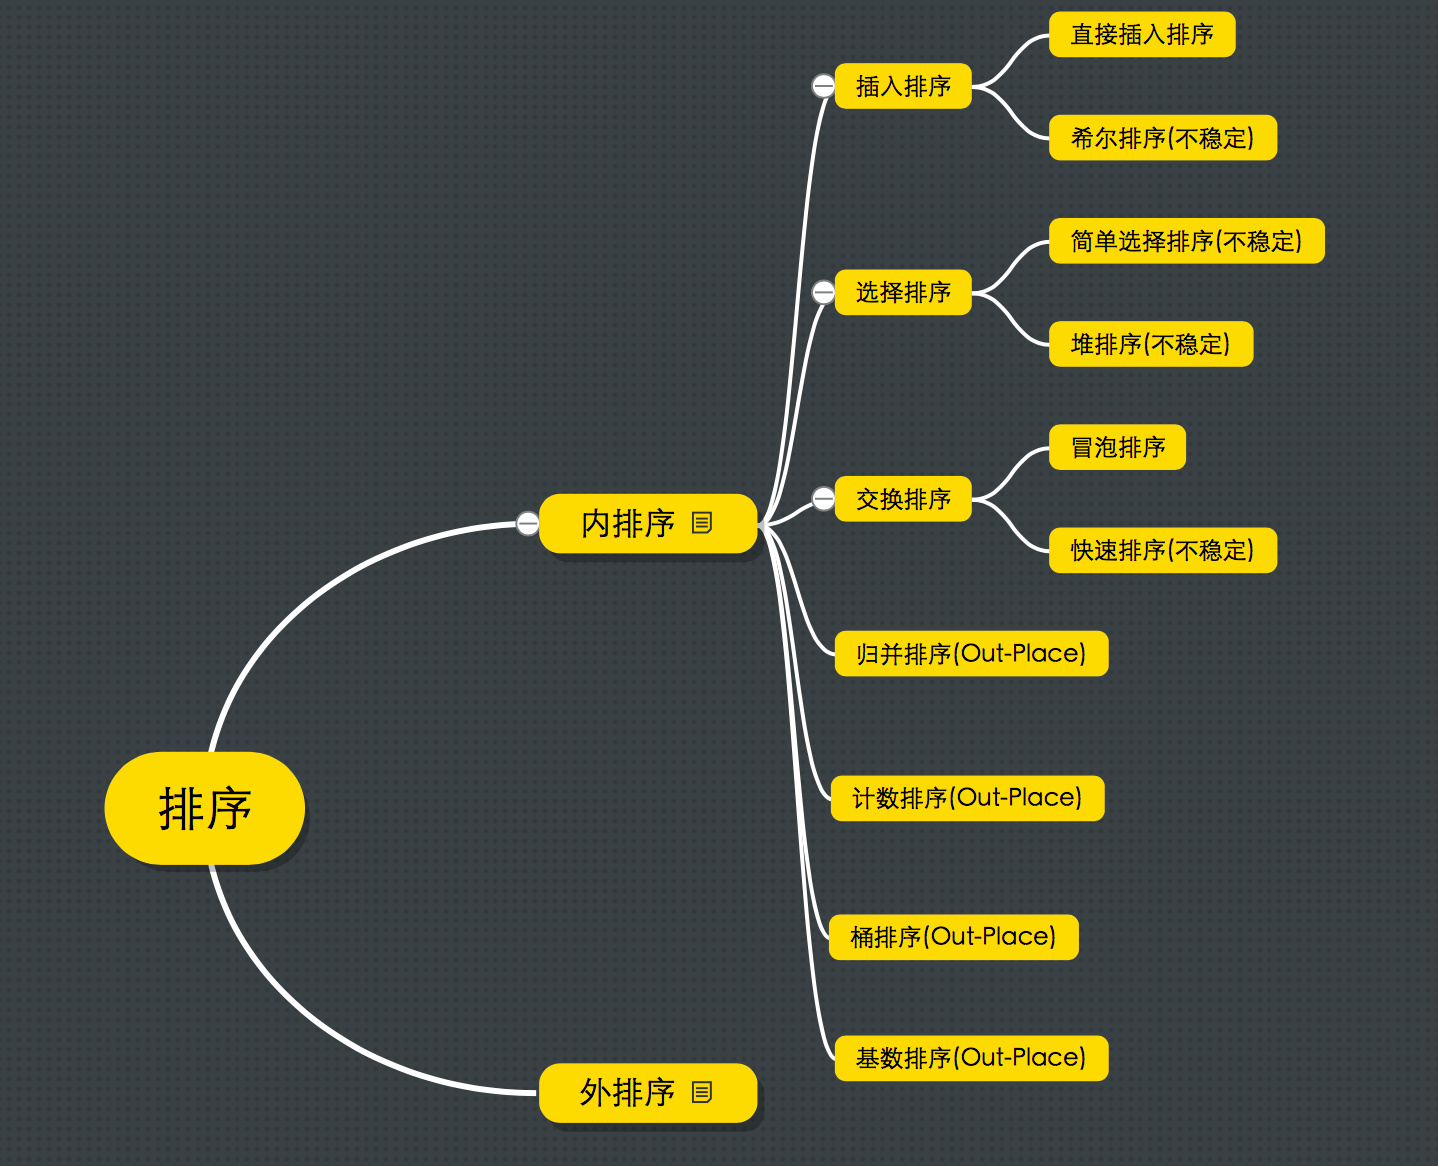 排序
内排序
插入排序
直接插入排序
希尔排序(不稳定)
选择排序
简单选择排序(不稳定)
堆排序(不稳定)
交换排序
冒泡排序
快速排序(不稳定)
归并排序(Out-Place)
计数排序(Out-Place)
桶排序(Out-Place)
基数排序(Out-Place)
外排序